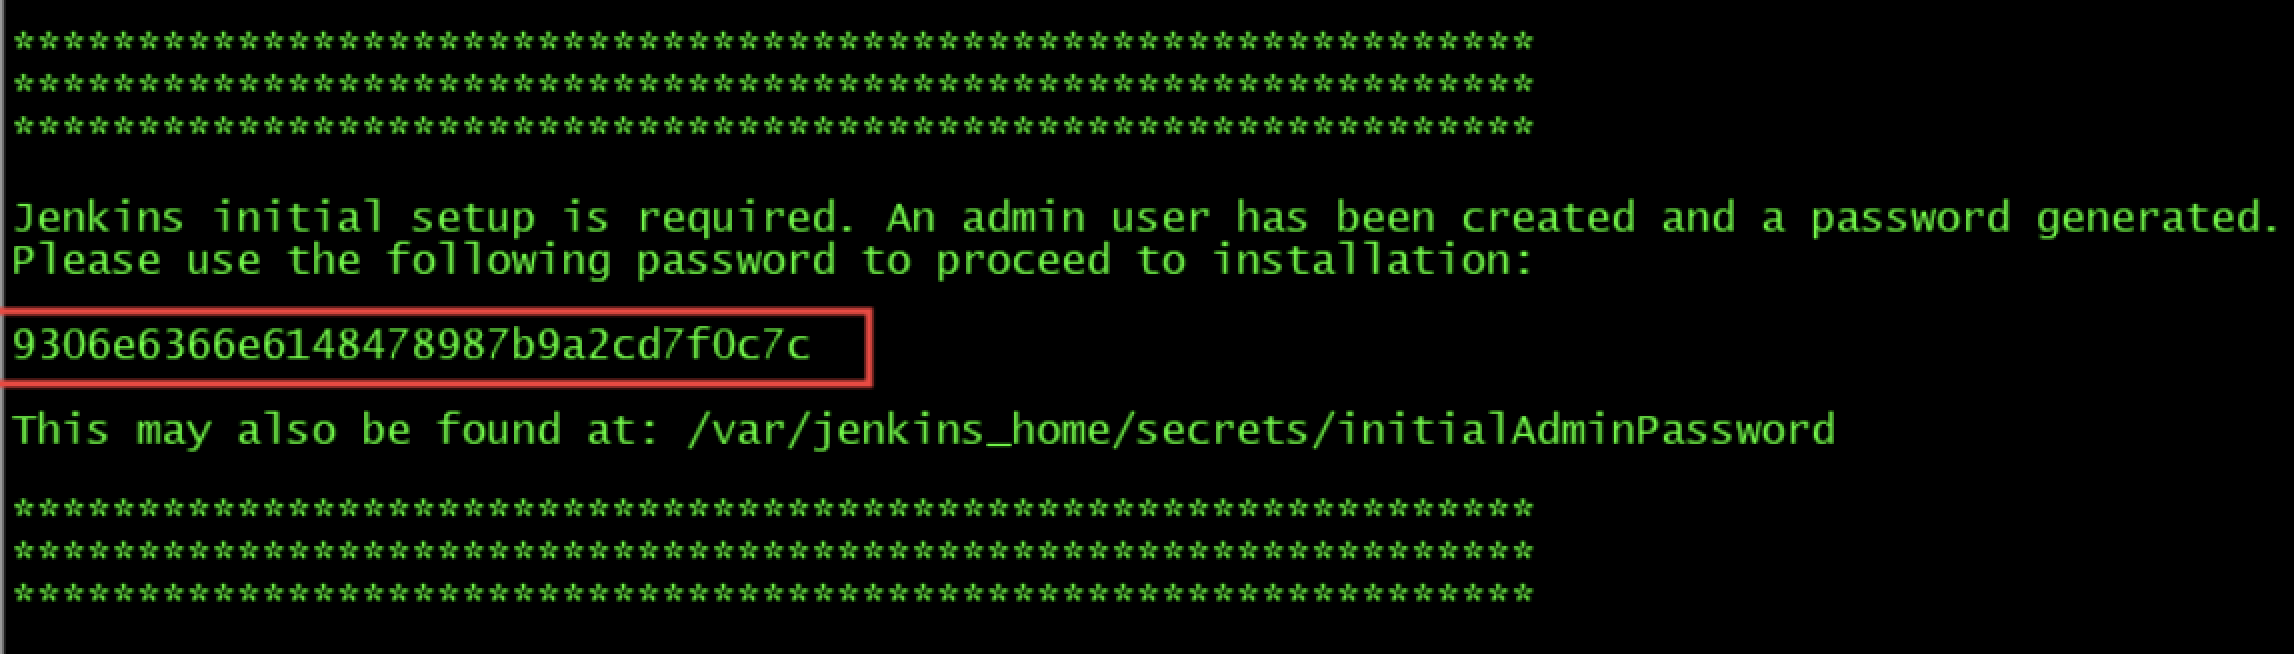 *************************************************************
*************************************************************
*************************************************************
Jenkins initial setup is required. An admin user has been created and a password generated.
Please use the following password to proceed to installation:
9306e6366e6148478987b9a2cd7f0c7c
This may also be found at: /var/jenkins_home/secrets/initialAdminPassword
*************************************************************
*************************************************************
*************************************************************